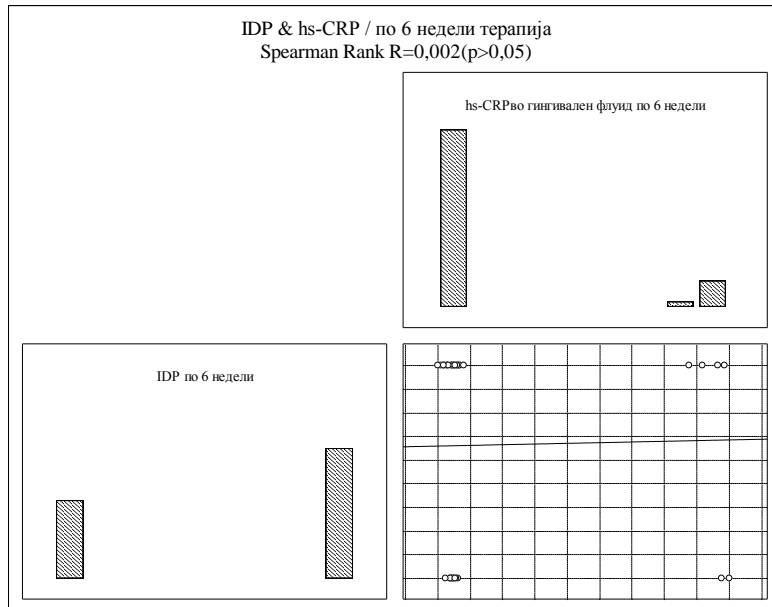 IDP & hs-CRP / по 6 недели терапија
Spearman Rank R=0,002(p>0,05)
hs-CRPво гингивален флуид по 6 недели
IDP по 6 недели